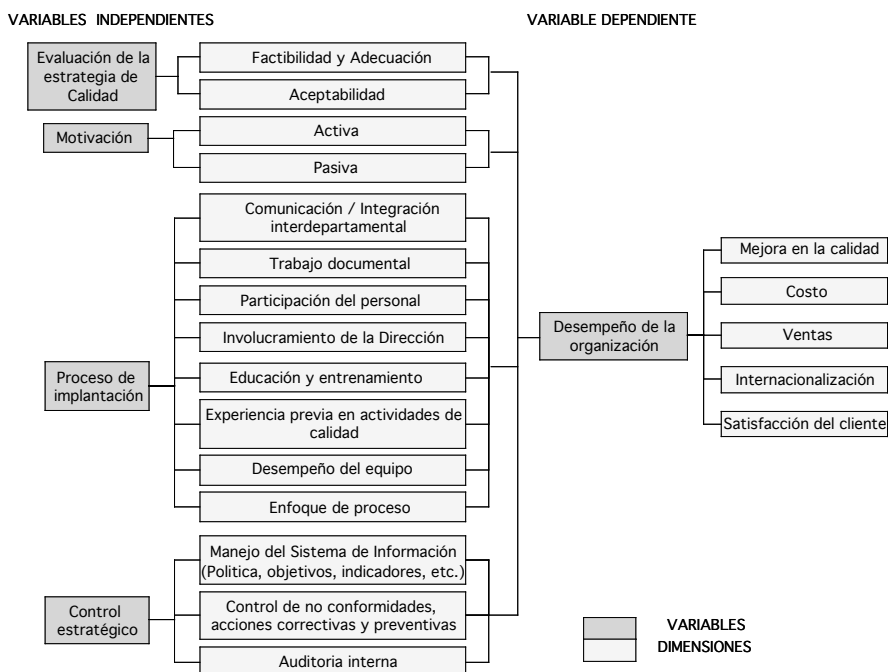 VARIABLES INDEPENDIENTES
VARIABLE DEPENDIENTE
Evaluación de la
estrategia de
Calidad
Factibilidad y Adecuación
Aceptabilidad
Motivación
Activa
Pasiva
Proceso de
implantación
Comunicación / Integración
interdepartamental
Trabajo documental
Participación del personal
Involucramiento de la Dirección
Educación y entrenamiento
Experiencia previa en actividades de
calidad
Desempeño del equipo
Enfoque de proceso
Control
estratégico
Manejo del Sistema de Información
(Politica, objetivos, indicadores, etc.)
Control de no conformidades,
acciones correctivas y preventivas
Auditoria interna
Desempeño de la
organización
Mejora en la calidad
Costo
Ventas
Internacionalización
Satisfacción del cliente
VARIABLES
DIMENSIONES